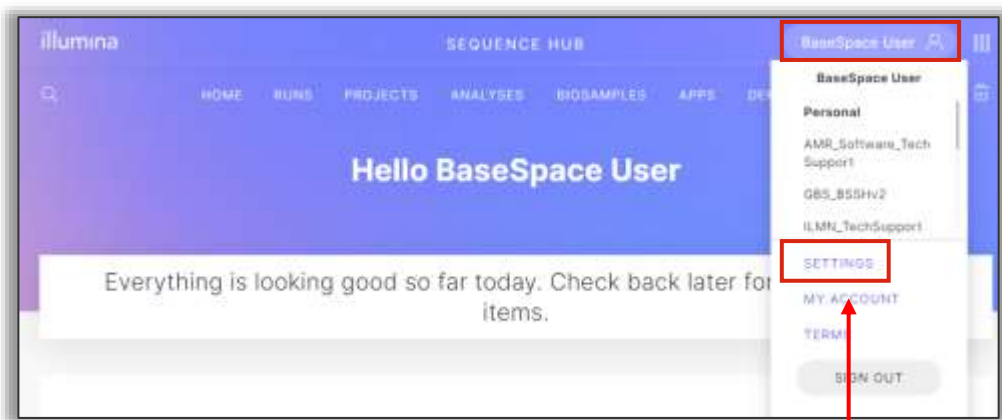 illumina
SEQUENCE HUB
BaseSpace User
HOME RUNS PROJECTS ANALYSES BIOSAMPLES APPS
BaseSpace User
Personal
AMR_Software_Tech
Support
GBS_BSSHv2
ILMN_TechSupport
Hello BaseSpace User
SETTINGS
MY ACCOUNT
SIGN OUT
Everything is looking good so far today. Check back later for
items.